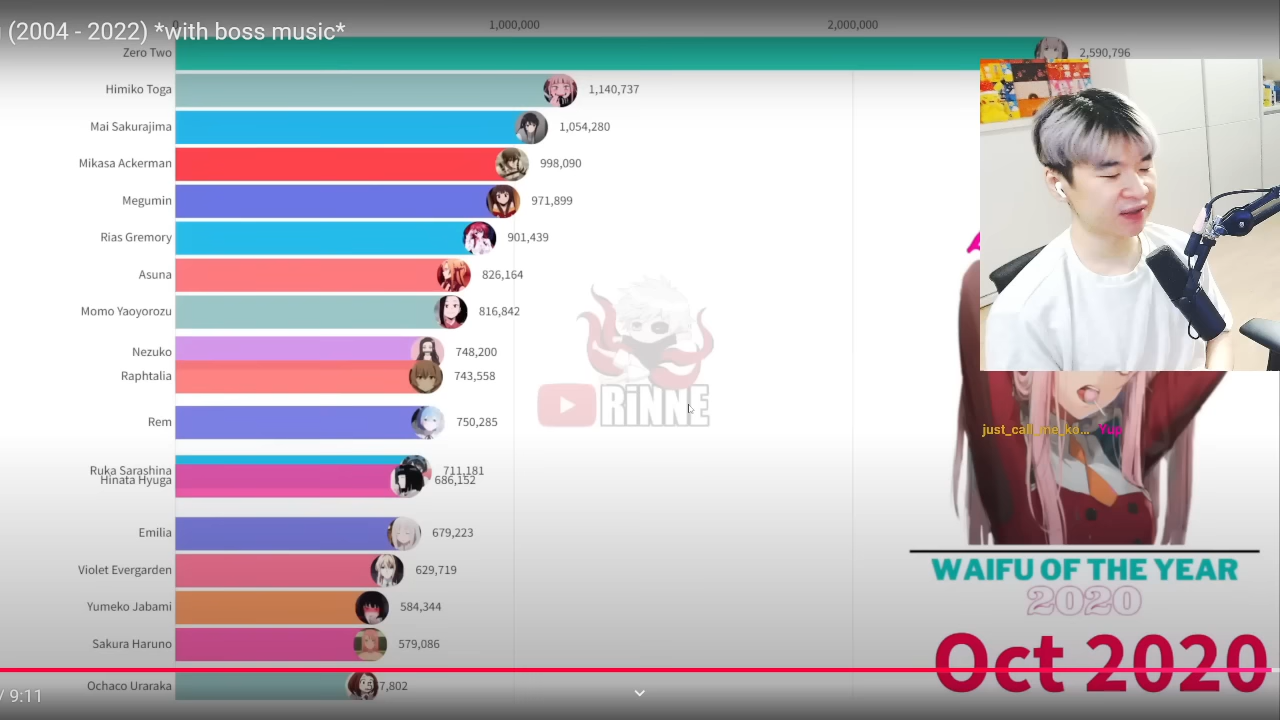 (2004 - 2022) *with boss music*
0 1,000,000 2,000,000
Zero Two 2,590,796
Himiko Toga 1,140,737
Mai Sakurajima 1,054,280
Mikasa Ackerman 998,090
Megumin 971,899
Rias Gremory 901,439
Asuna 826,164
Momo Yaoyorozu 816,842
Nezuko 748,200
Raphtalia 743,558
Rem 750,285
Ruka Sarashina 711,181
Hinata Hyuga 686,152
Emilia 679,223
Violet Evergarden 629,719
Yumeko Jabami 584,344
Sakura Haruno 579,086
Ochaco Uraraka 7,802
RiNNE
just_call_me_ko... Yup
WAIFU OF THE YEAR
2020
Oct 2020
/ 9:11